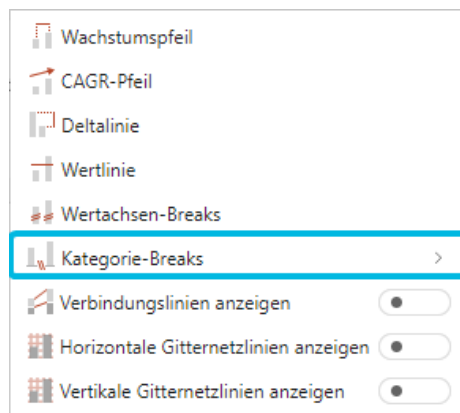 Wachstumspfeil
CAGR-Pfeil
Deltalinie
Wertlinie
Wertachsen-Breaks
Kategorie-Breaks
Verbindungslinien anzeigen
Horizontale Gitternetzlinien anzeigen
Vertikale Gitternetzlinien anzeigen